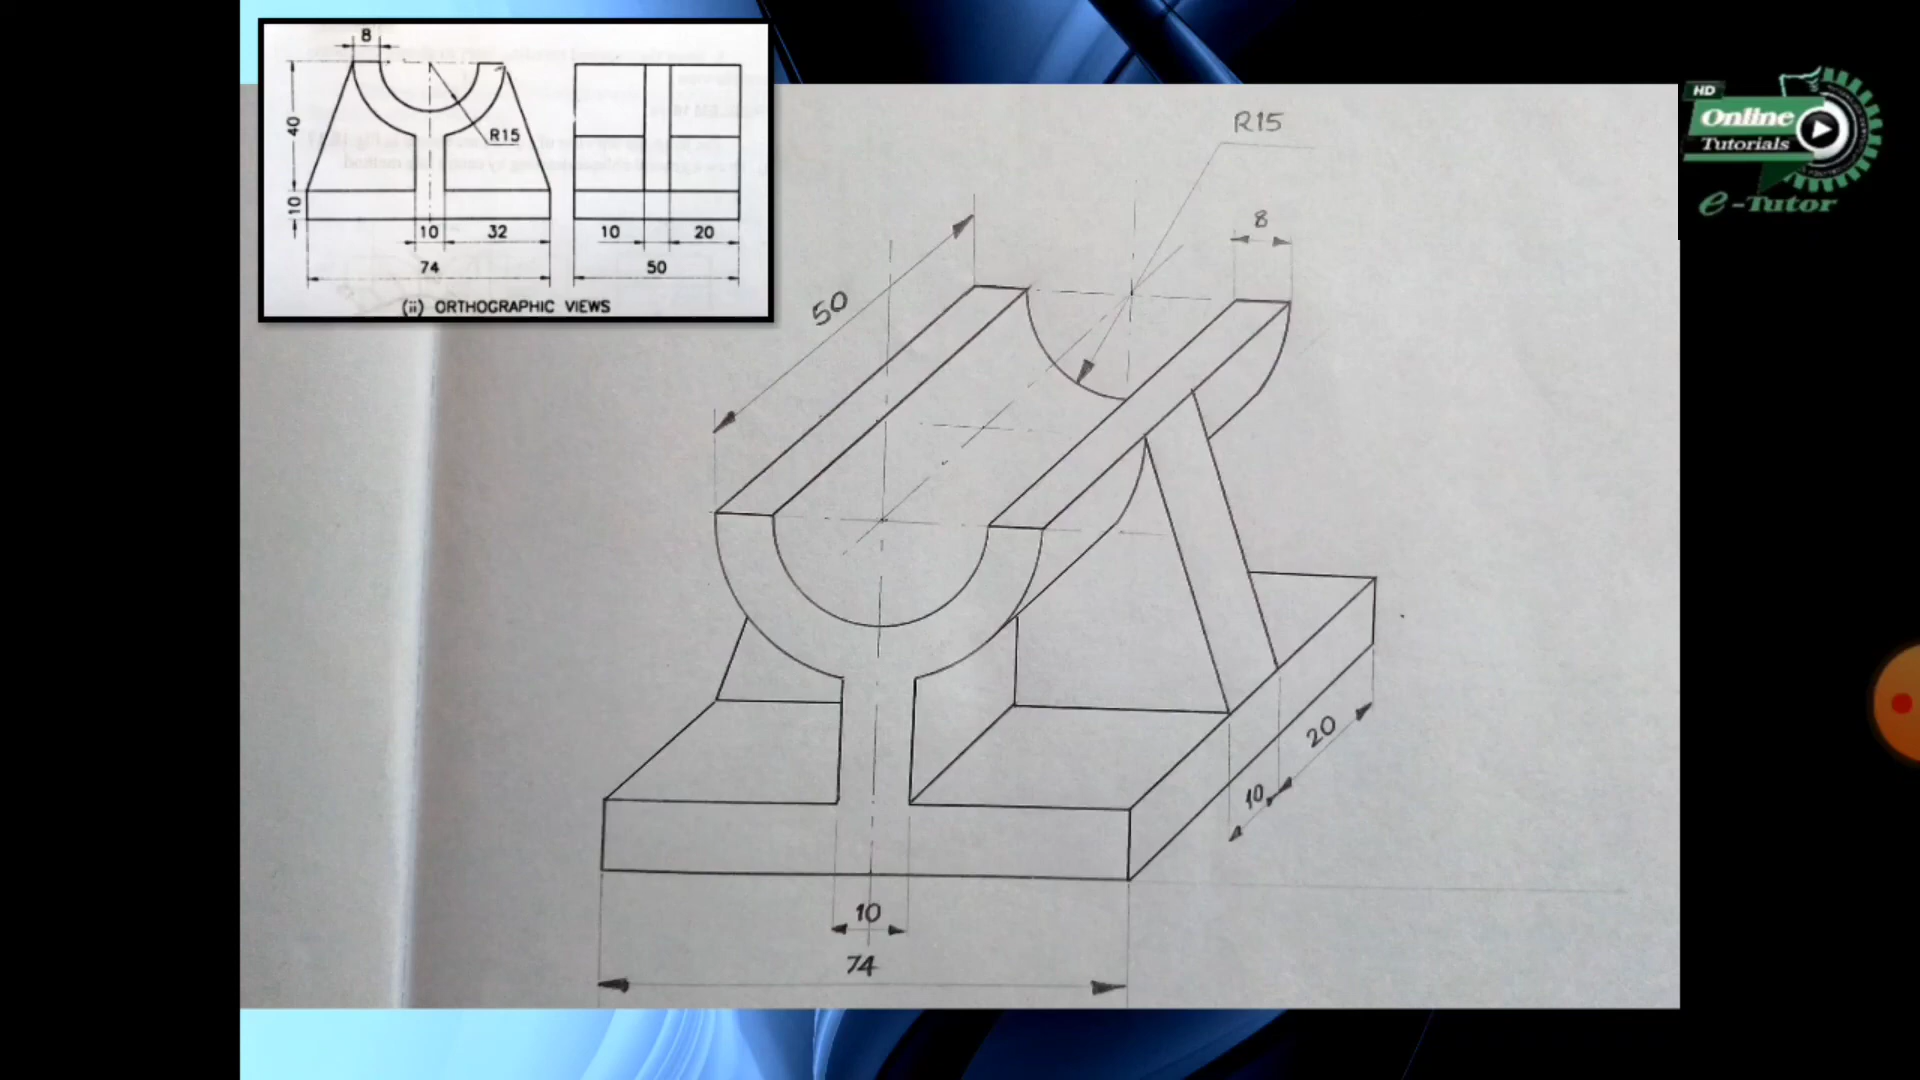 8
40
R15
10
10
32
10
20
74
50
(ii) ORTHOGRAPHIC VIEWS
R15
8
50
20
10
10
74
HD
Online
Tutorials
e-Tutor